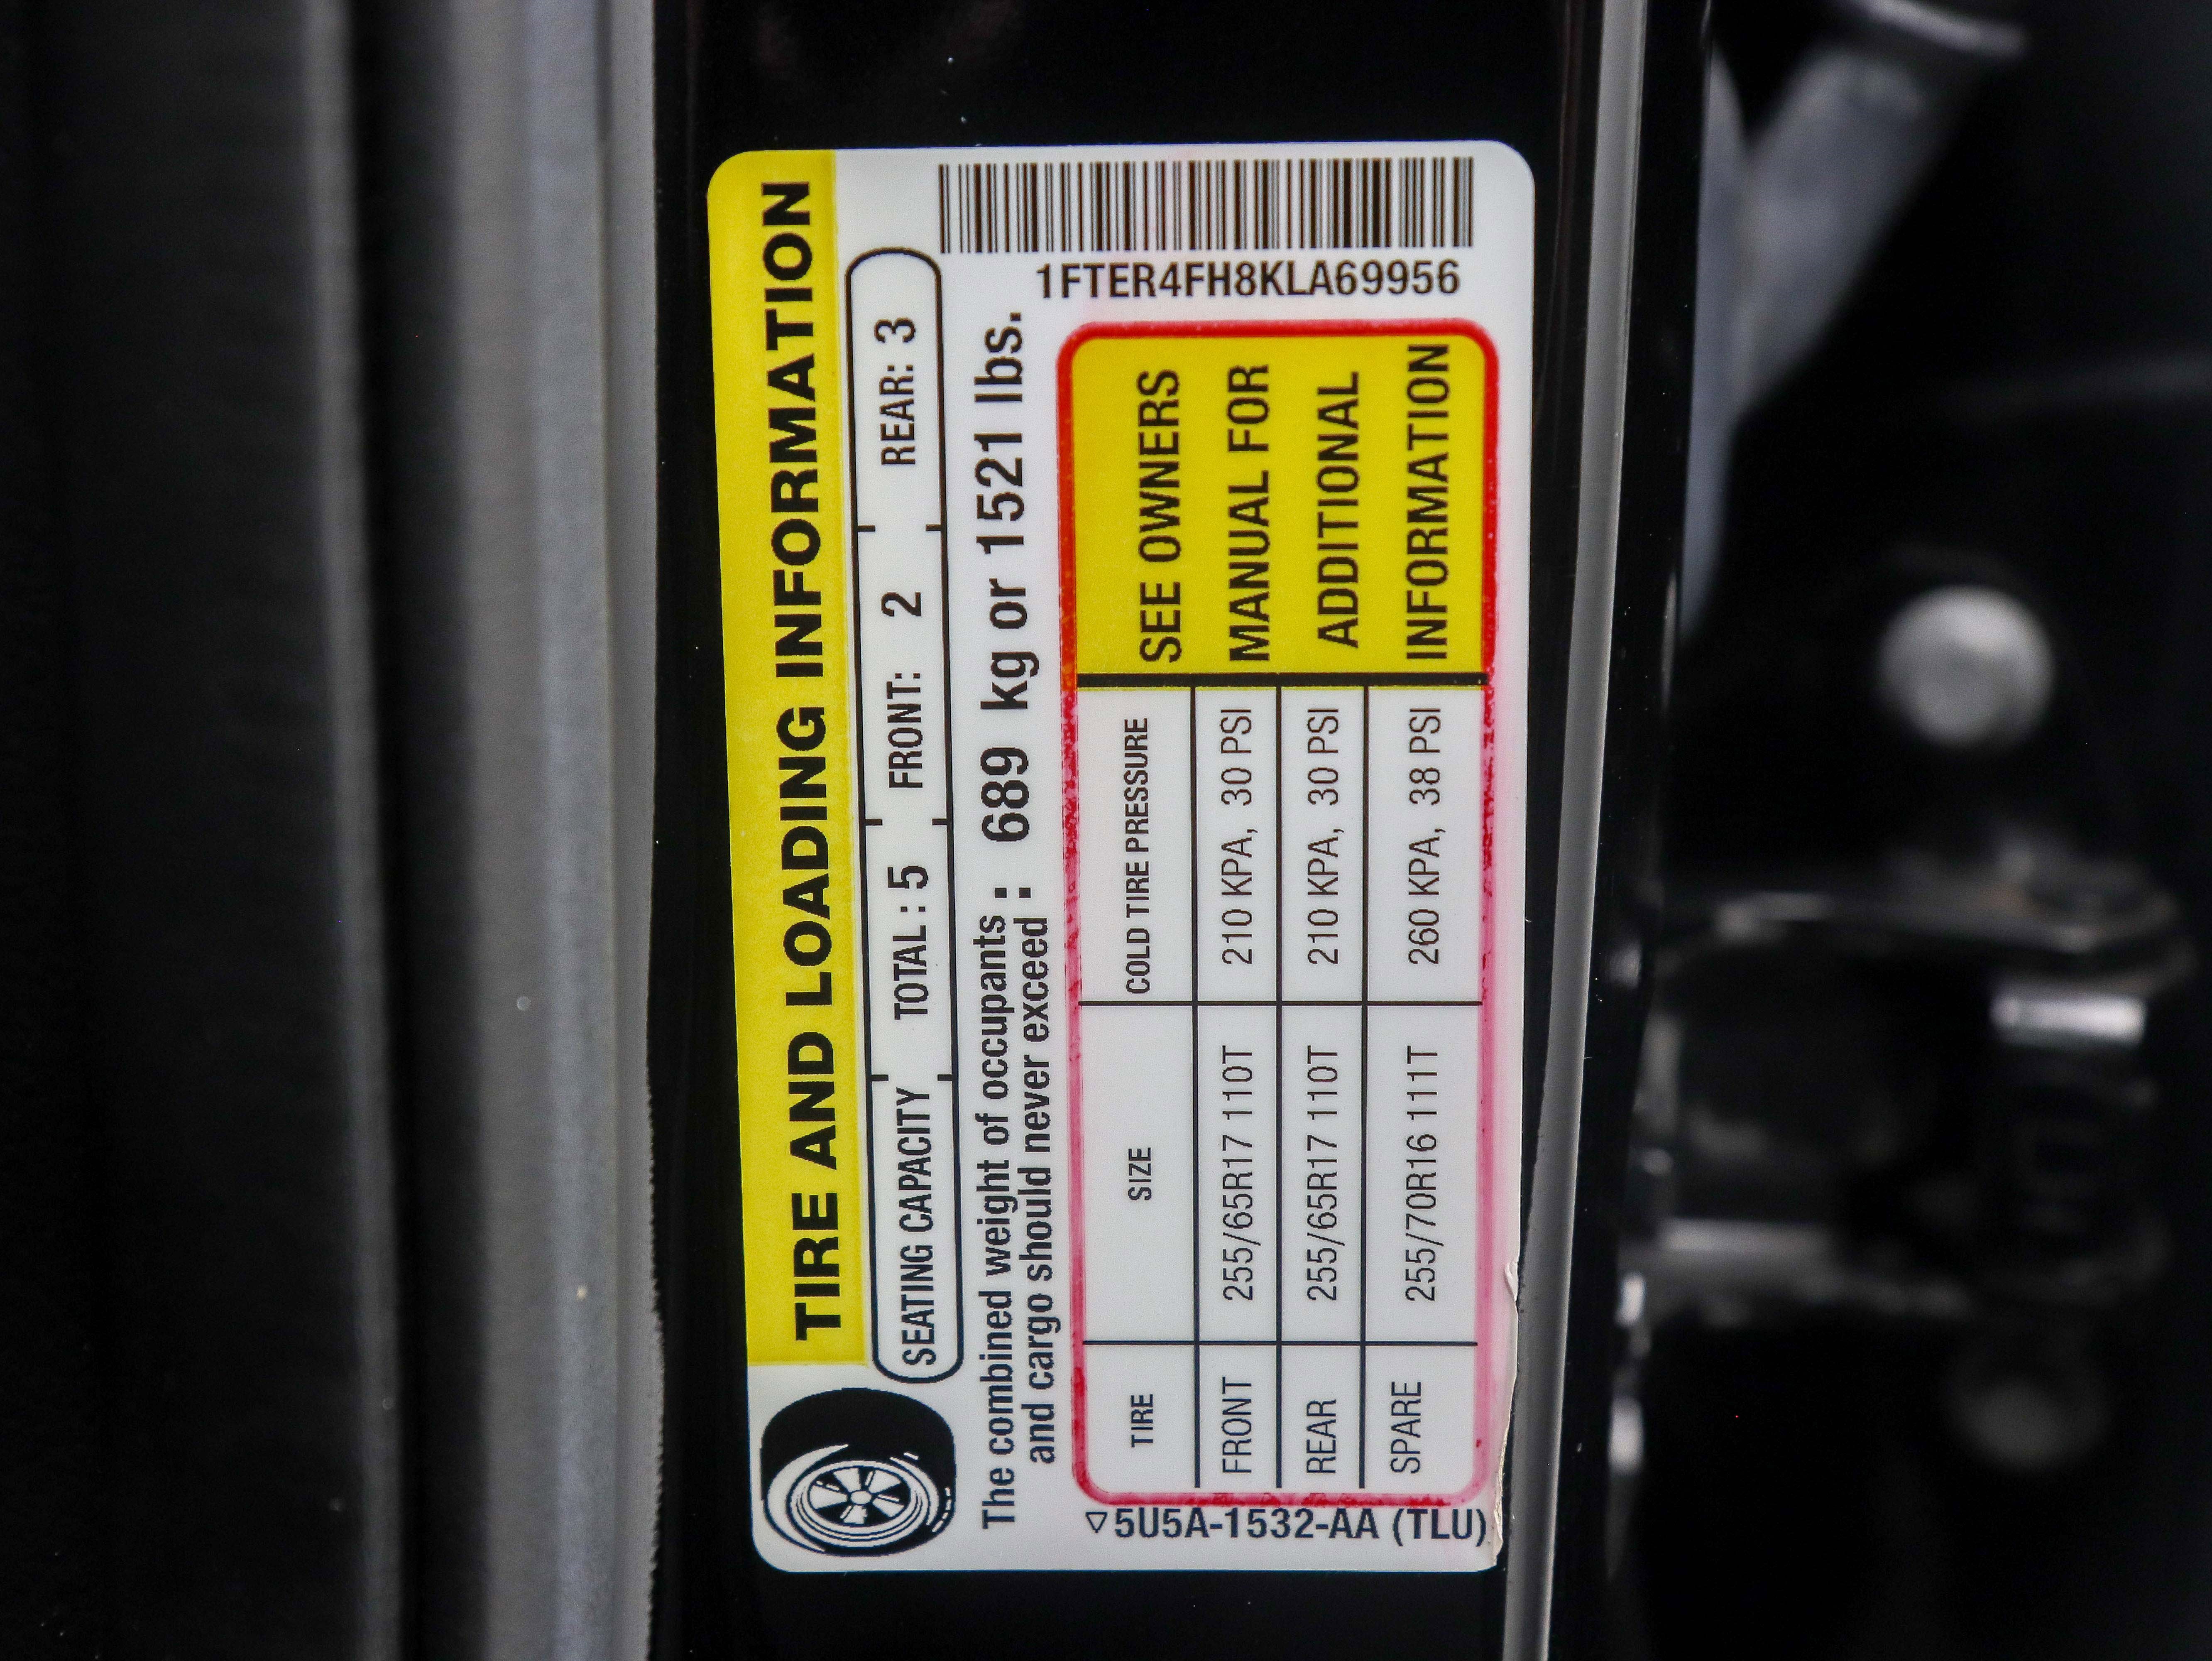 TIRE AND LOADING INFORMATION
SEATING CAPACITY TOTAL : 5 FRONT: 2 REAR: 3
The combined weight of occupants : 689 kg or 1521 lbs.
and cargo should never exceed :
TIRE SIZE COLD TIRE PRESSURE
FRONT 255/65R17 110T 210 KPA, 30 PSI
REAR 255/65R17 110T 210 KPA, 30 PSI
SPARE 255/70R16 111T 260 KPA, 38 PSI
SEE OWNERS
MANUAL FOR
ADDITIONAL
INFORMATION
5U5A-1532-AA (TLU)
1FTER4FH8KLA69956